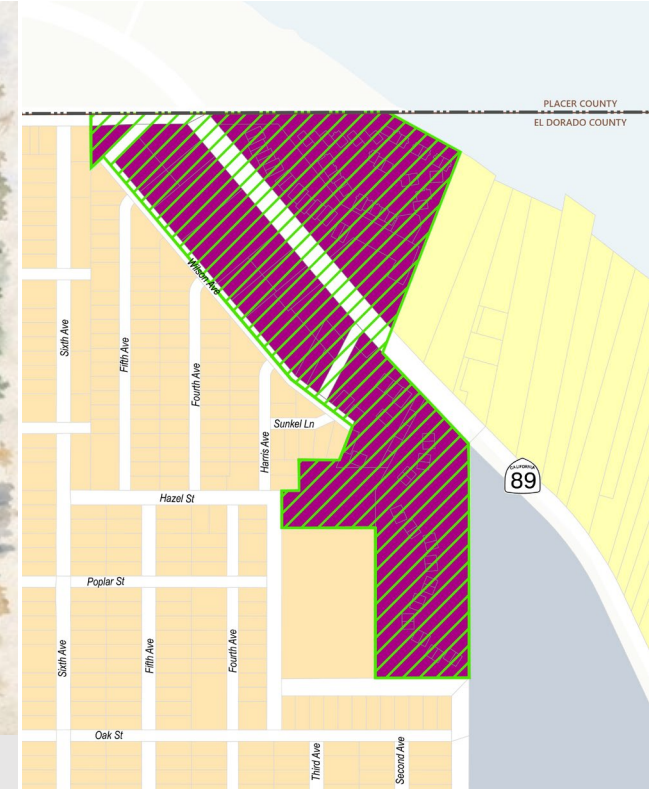 PLACER COUNTY
EL DORADO COUNTY
Wilson Ave
Sixth Ave
Fifth Ave
Fourth Ave
Harris Ave
Sunkel Ln
CALIFORNIA
89
Hazel St
Poplar St
Sixth Ave
Fifth Ave
Fourth Ave
Oak St
Third Ave
Second Ave